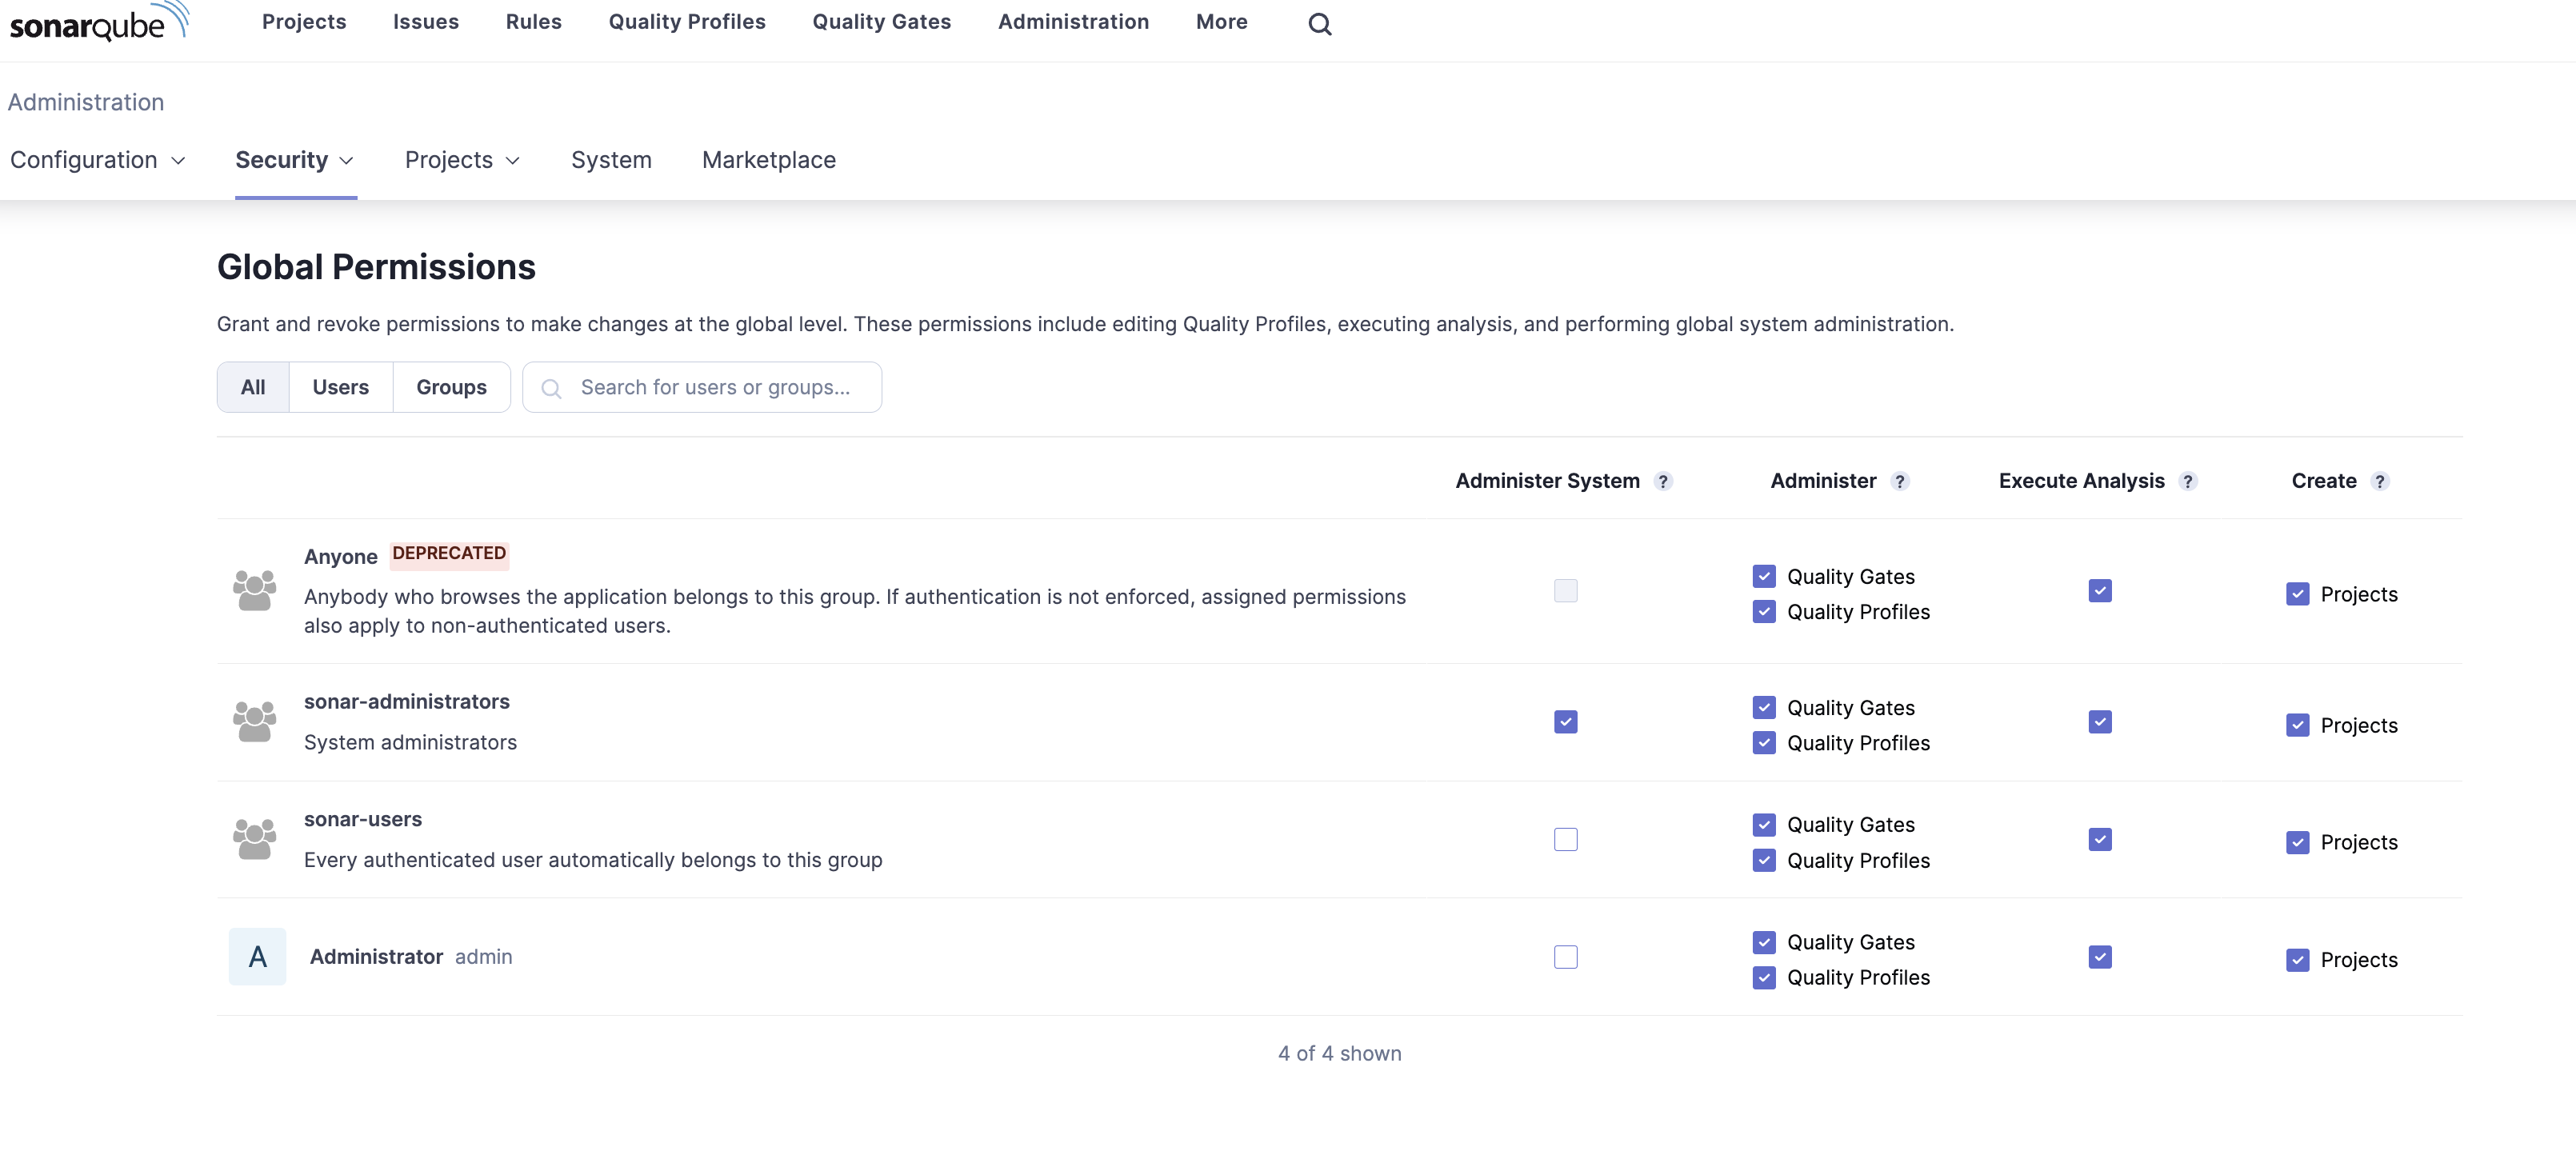 sonarqube Projects Issues Rules Quality Profiles Quality Gates Administration More
Administration
Configuration Security Projects System Marketplace
Global Permissions
Grant and revoke permissions to make changes at the global level. These permissions include editing Quality Profiles, executing analysis, and performing global system administration.
All Users Groups Search for users or groups...
Administer System ? Administer ? Execute Analysis ? Create ?
Anyone DEPRECATED
Anybody who browses the application belongs to this group. If authentication is not enforced, assigned permissions
also apply to non-authenticated users.
Quality Gates
Quality Profiles
Projects
sonar-administrators
System administrators
Quality Gates
Quality Profiles
Projects
sonar-users
Every authenticated user automatically belongs to this group
Quality Gates
Quality Profiles
Projects
A Administrator admin
Quality Gates
Quality Profiles
Projects
4 of 4 shown